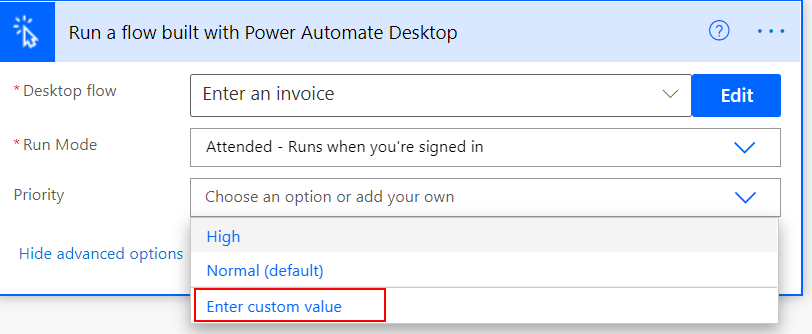 Run a flow built with Power Automate Desktop
* Desktop flow
Enter an invoice
Edit
* Run Mode
Attended - Runs when you're signed in
Priority
Choose an option or add your own
High
Hide advanced options
Normal (default)
Enter custom value